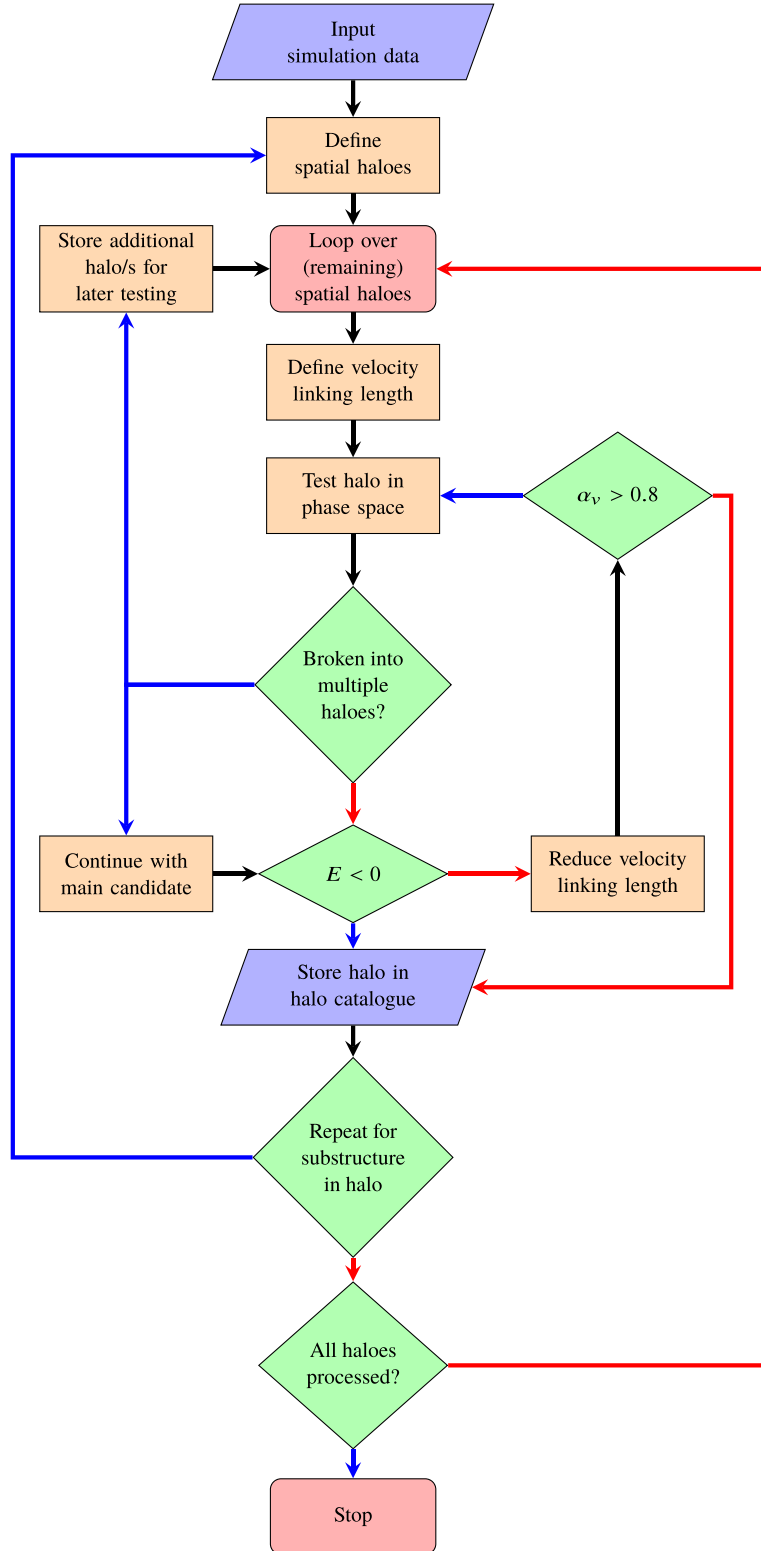 Input
simulation data
Define
spatial haloes
Store additional
halo/s for
later testing
Loop over
(remaining)
spatial haloes
Define velocity
linking length
Test halo in
phase space
α_v > 0.8
Broken into
multiple
haloes?
Continue with
main candidate
E < 0
Reduce velocity
linking length
Store halo in
halo catalogue
Repeat for
substructure
in halo
All haloes
processed?
Stop